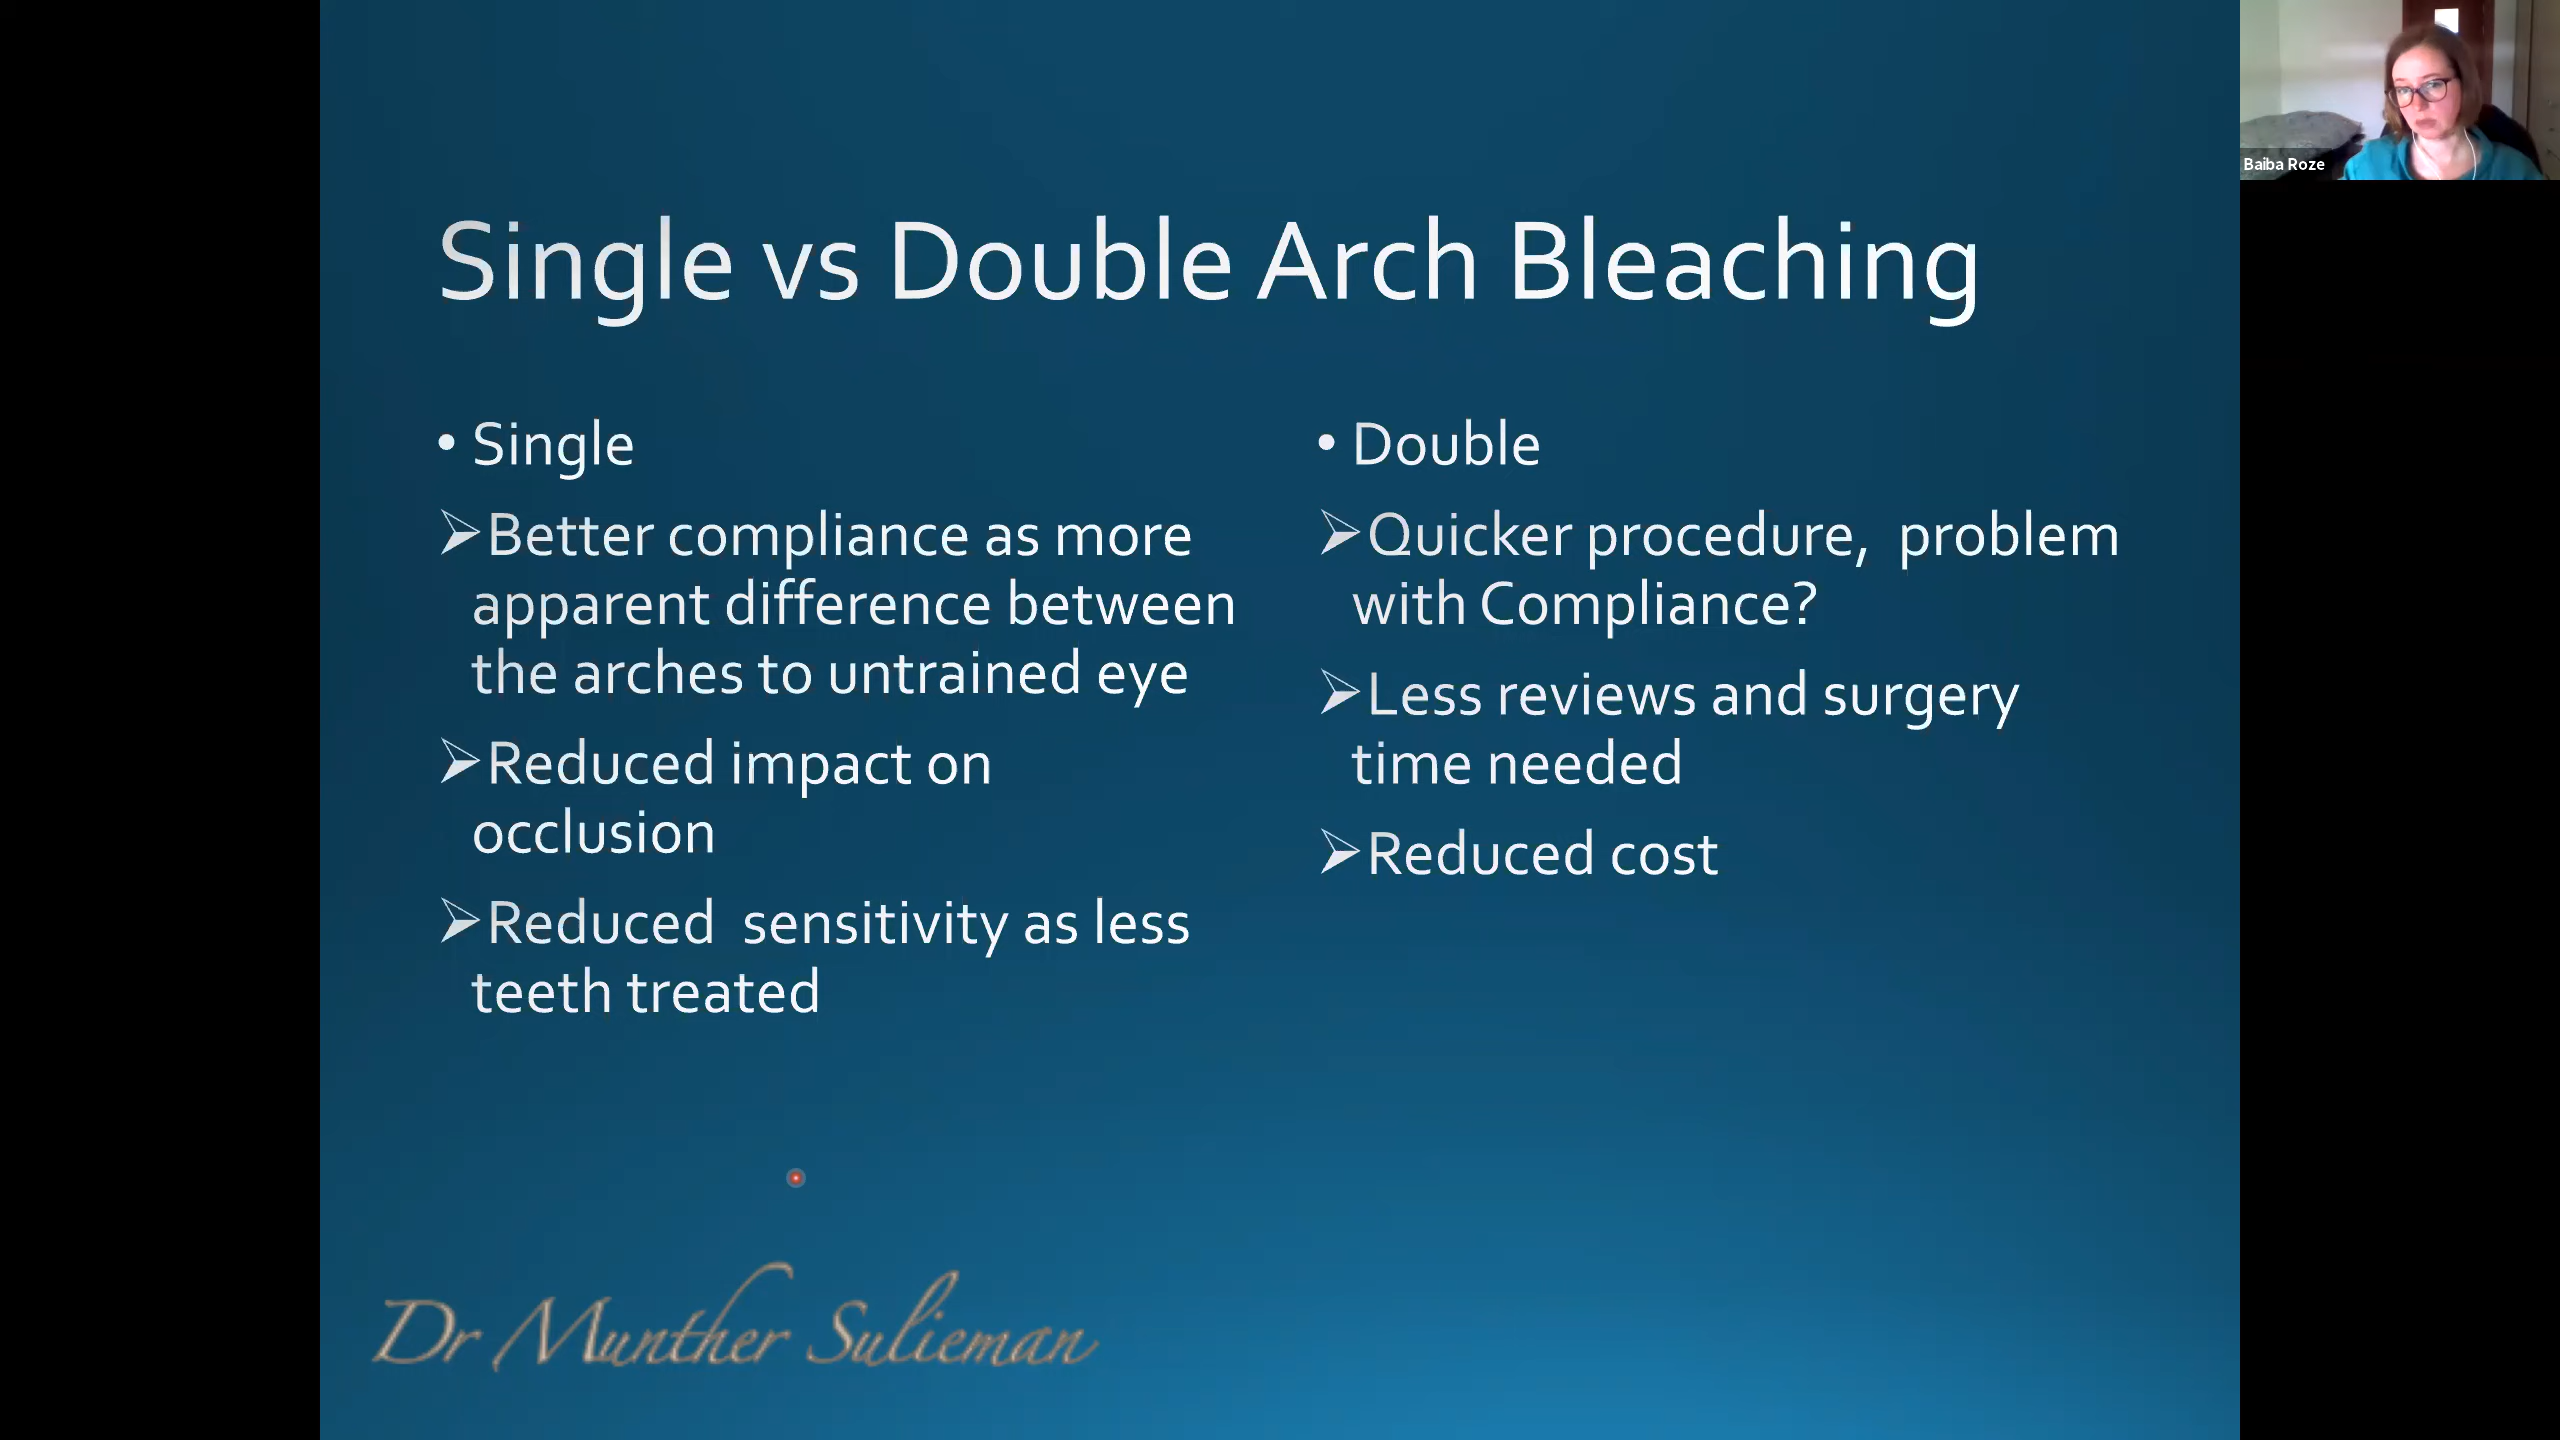 Single vs Double Arch Bleaching
• Single
➢Better compliance as more
apparent difference between
the arches to untrained eye
➢Reduced impact on
occlusion
➢Reduced  sensitivity as less
teeth treated
• Double
➢Quicker procedure,  problem
with Compliance?
➢Less reviews and surgery
time needed
➢Reduced cost
Dr Munther Sulieman
Baiba Roze